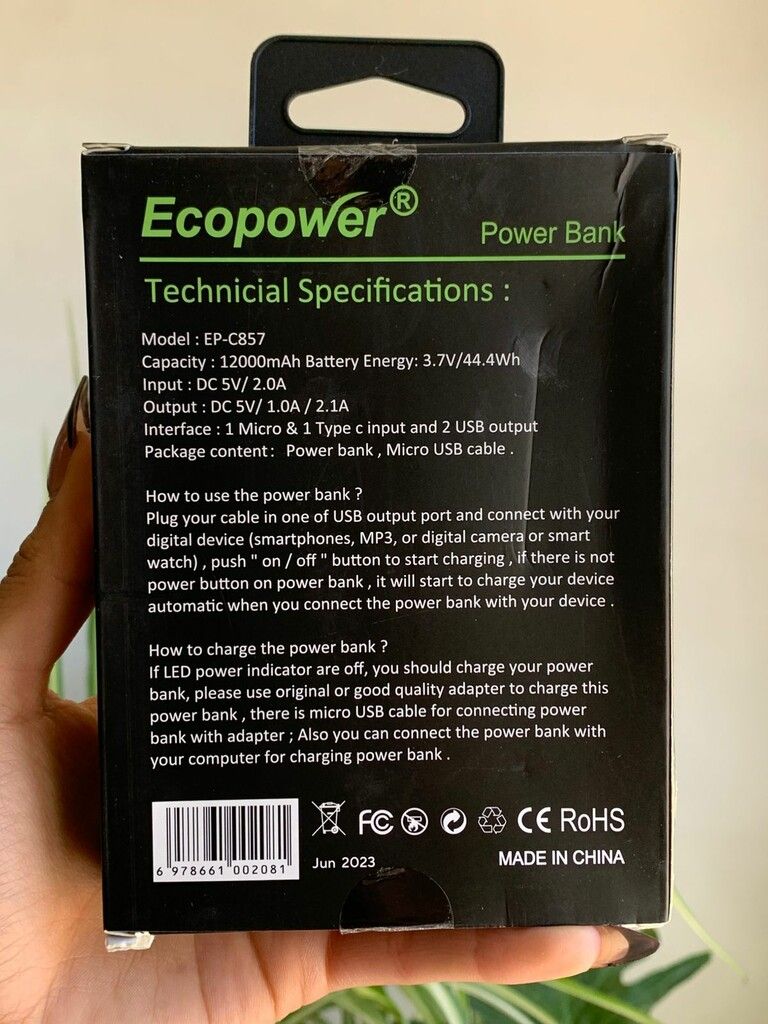 Ecopower®
Power Bank
Technicial Specifications :
Model : EP-C857
Capacity : 12000mAh Battery Energy: 3.7V/44.4Wh
Input : DC 5V/ 2.0A
Output : DC 5V/ 1.0A / 2.1A
Interface : 1 Micro & 1 Type c input and 2 USB output
Package content: Power bank , Micro USB cable .
How to use the power bank ?
Plug your cable in one of USB output port and connect with your
digital device (smartphones, MP3, or digital camera or smart
watch) , push " on / off " button to start charging , if there is not
power button on power bank , it will start to charge your device
automatic when you connect the power bank with your device .
How to charge the power bank ?
If LED power indicator are off, you should charge your power
bank, please use original or good quality adapter to charge this
power bank , there is micro USB cable for connecting power
bank with adapter ; Also you can connect the power bank with
your computer for charging power bank .
FC CE RoHS
6 978661 002081
Jun 2023
MADE IN CHINA